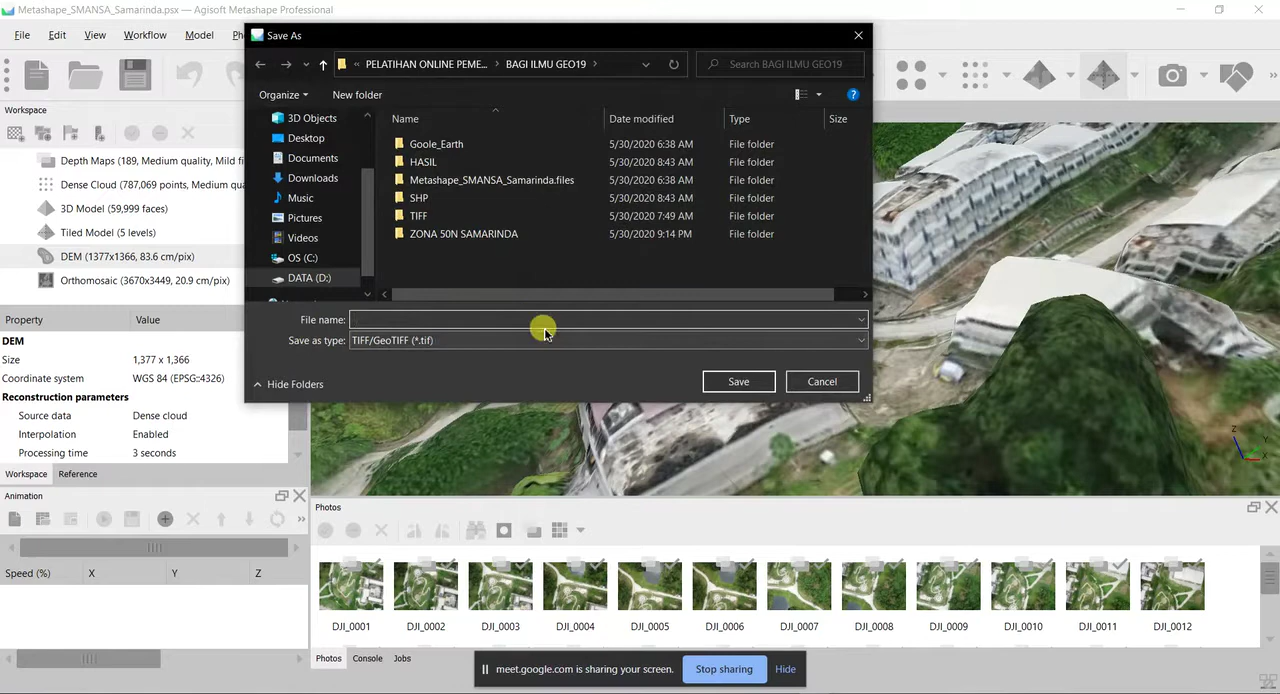 Metashape_SMANSA_Samarinda.psx — Agisoft Metashape Professional
File Edit View Workflow Model Ph
Save As
PELATIHAN ONLINE PEME... › BAGI ILMU GEO19 ›
Search BAGI ILMU GEO19
Organize New folder
Workspace
Depth Maps (189, Medium quality, Mild fi
Dense Cloud (787.069 points, Medium qua
3D Model (59,999 faces)
Tiled Model (5 levels)
DEM (1377x1366, 83.6 cm/pix)
Orthomosaic (3670x3449, 20.9 cm/pix)
3D Objects
Desktop
Documents
Downloads
Music
Pictures
Videos
OS (C:)
DATA (D:)
Name Date modified Type Size
Goole_Earth 5/30/2020 6:38 AM File folder
HASIL 5/30/2020 8:43 AM File folder
Metashape_SMANSA_Samarinda.files 5/30/2020 6:38 AM File folder
SHP 5/30/2020 8:43 AM File folder
TIFF 5/30/2020 7:49 AM File folder
ZONA 50N SAMARINDA 5/30/2020 9:14 PM File folder
File name:
Save as type: TIFF/GeoTIFF (*.tif)
Hide Folders Save Cancel
Property Value
DEM
Size 1,377 x 1,366
Coordinate system WGS 84 (EPSG::4326)
Reconstruction parameters
Source data Dense cloud
Interpolation Enabled
Processing time 3 seconds
Workspace Reference
Animation
Speed (%) X Y Z
Z
Y
X
Photos
DJI_0001 DJI_0002 DJI_0003 DJI_0004 DJI_0005 DJI_0006 DJI_0007 DJI_0008 DJI_0009 DJI_0010 DJI_0011 DJI_0012
Photos Console Jobs
meet.google.com is sharing your screen. Stop sharing Hide